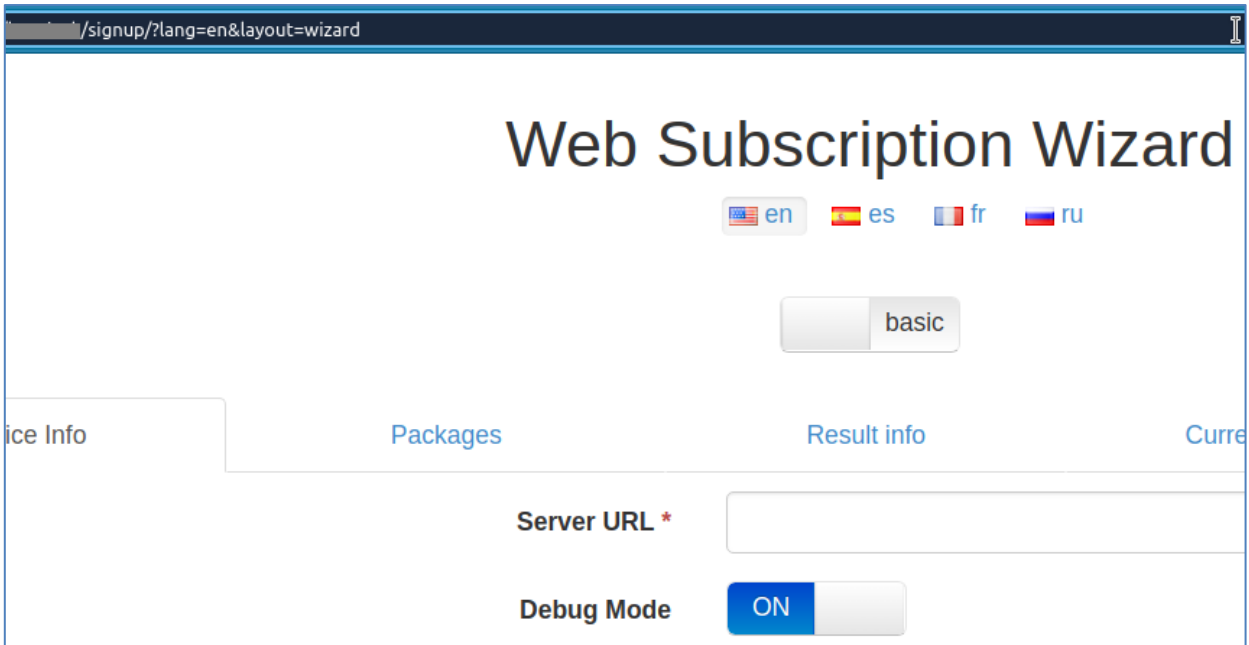 /signup/?lang=en&layout=wizard
Web Subscription Wizard
en es fr ru
basic
ice Info Packages Result info Curre
Server URL *
Debug Mode ON